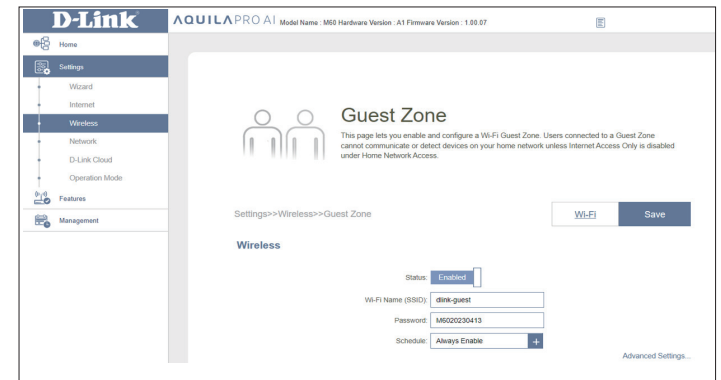 D-Link
AQUILA PRO AI Model Name : M60 Hardware Version : A1 Firmware Version : 1.00.07
Home
Settings
Wizard
Internet
Wireless
Network
D-Link Cloud
Operation Mode
Features
Management
Guest Zone
This page lets you enable and configure a Wi-Fi Guest Zone. Users connected to a Guest Zone
cannot communicate or detect devices on your home network unless Internet Access Only is disabled
under Home Network Access.
Settings>>Wireless>>Guest Zone
Wi-Fi
Save
Wireless
Status: Enabled
Wi-Fi Name (SSID): dlink-guest
Password: M6020230413
Schedule: Always Enable +
Advanced Settings...